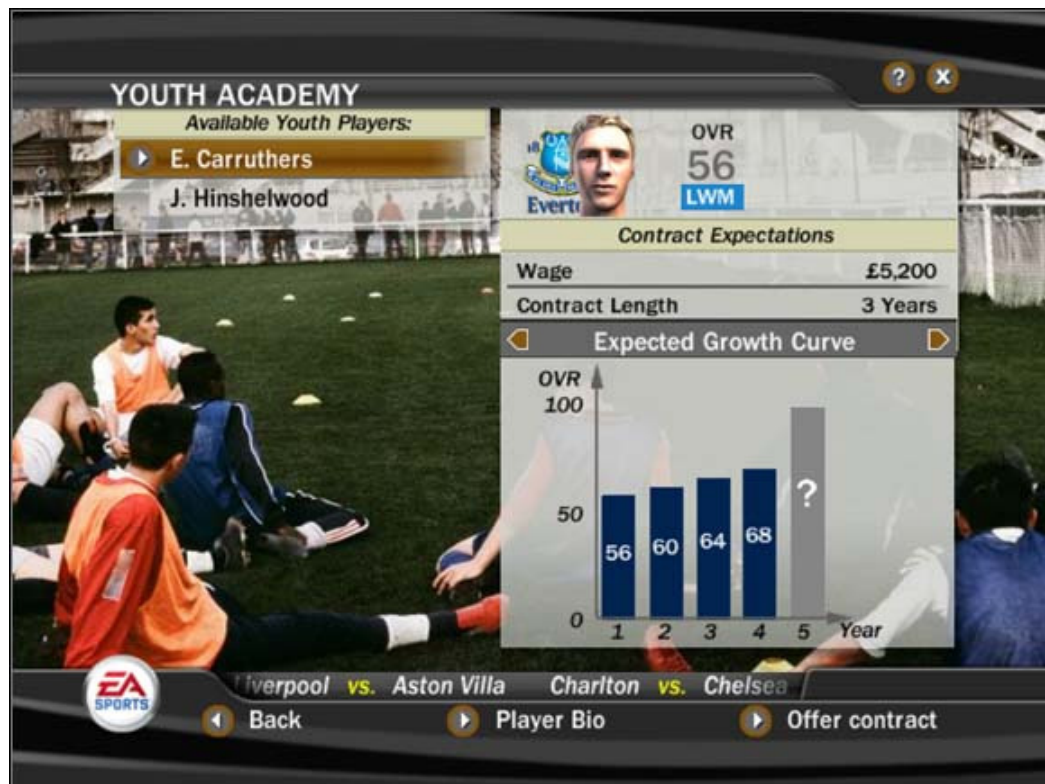 YOUTH ACADEMY
? X
Available Youth Players:
E. Carruthers
J. Hinshelwood
18
Everto
OVR
56
LWM
Contract Expectations
Wage £5,200
Contract Length 3 Years
Expected Growth Curve
OVR
100
50
0
56 60 64 68 ?
1 2 3 4 5 Year
Liverpool vs. Aston Villa Charlton vs. Chelsea
EA
SPORTS
Back Player Bio Offer contract